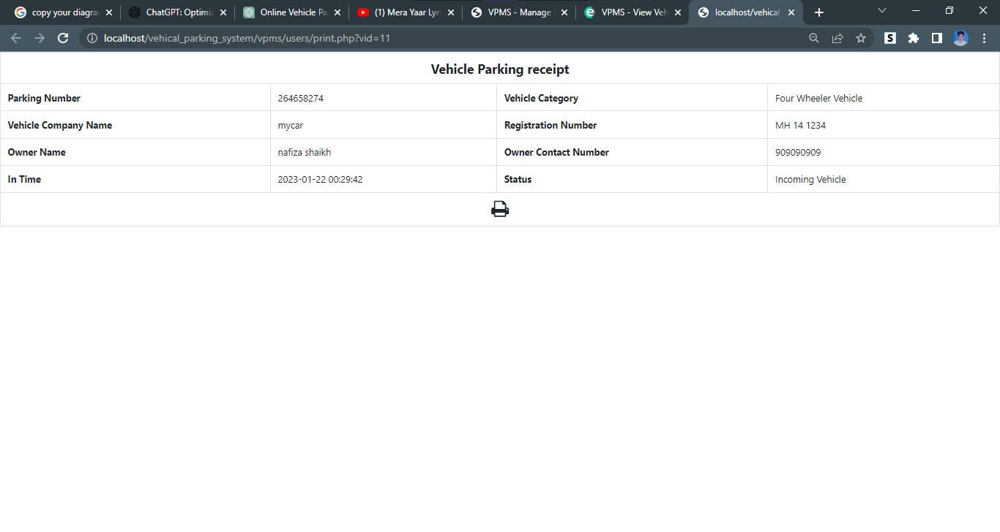 copy your diagra
ChatGPT: Optimiz
Online Vehicle Pa
(1) Mera Yaar Lyri
VPMS - Manage
VPMS - View Veh
localhost/vehical_
localhost/vehical_parking_system/vpms/users/print.php?vid=11
Vehicle Parking receipt
Parking Number 264658274 Vehicle Category Four Wheeler Vehicle
Vehicle Company Name mycar Registration Number MH 14 1234
Owner Name nafiza shaikh Owner Contact Number 909090909
In Time 2023-01-22 00:29:42 Status Incoming Vehicle